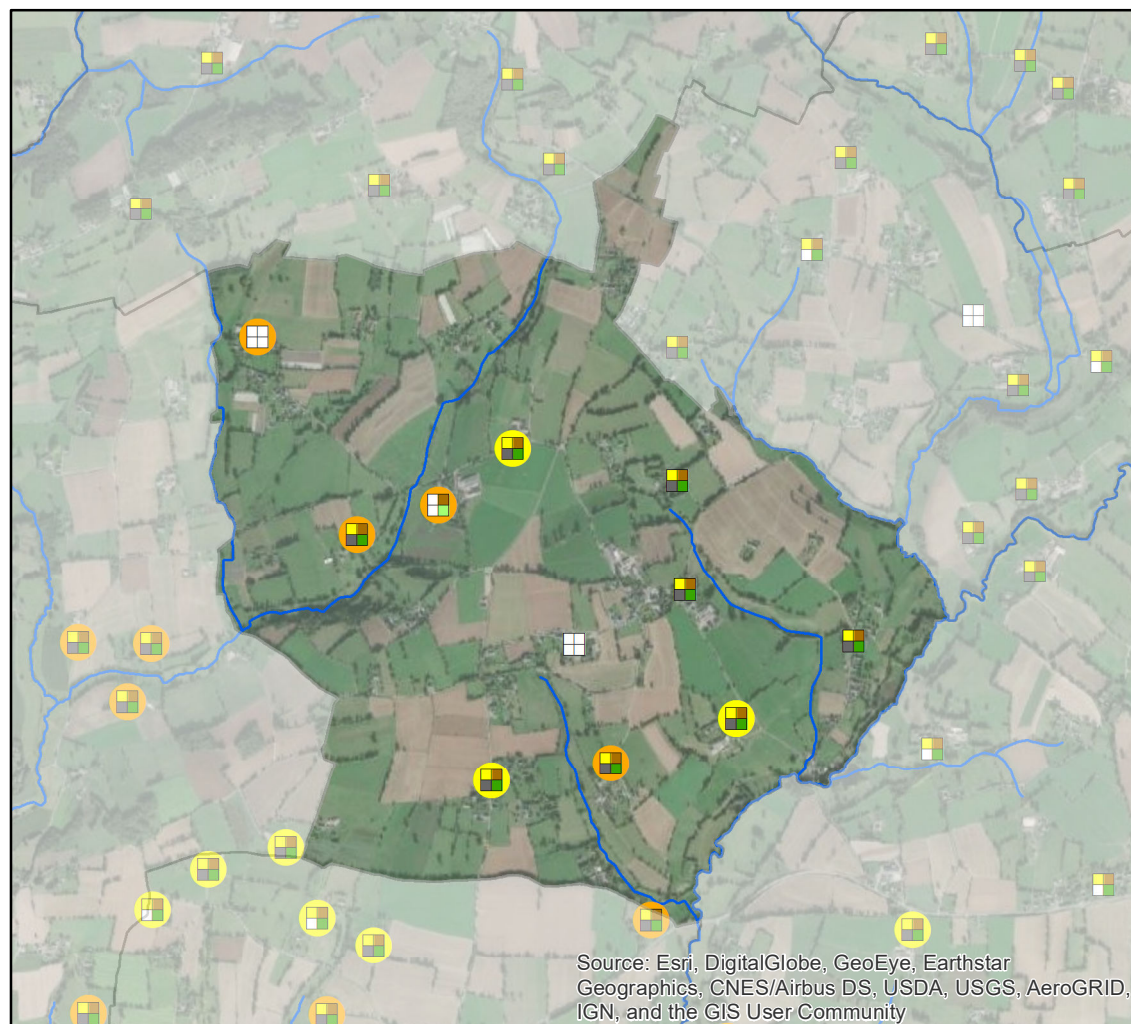 Source: Esri, DigitalGlobe, GeoEye, Earthstar
Geographics, CNES/Airbus DS, USDA, USGS, AeroGRID,
IGN, and the GIS User Community